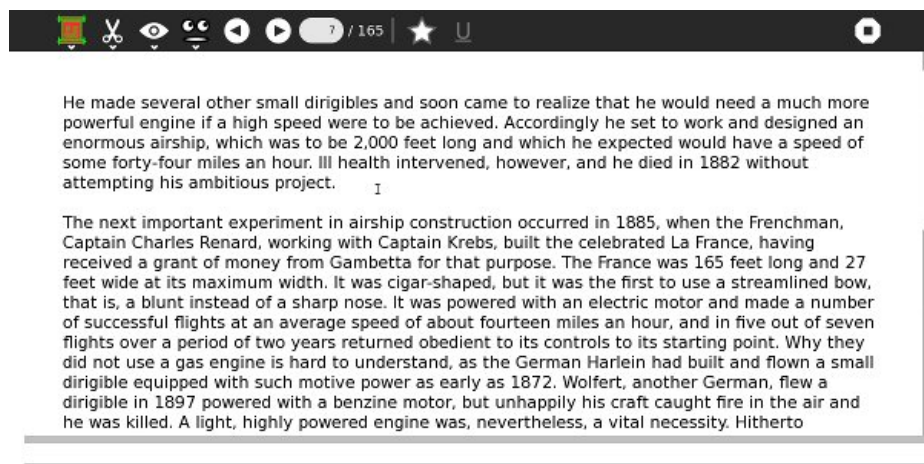 7 / 165
U
He made several other small dirigibles and soon came to realize that he would need a much more
powerful engine if a high speed were to be achieved. Accordingly he set to work and designed an
enormous airship, which was to be 2,000 feet long and which he expected would have a speed of
some forty-four miles an hour. Ill health intervened, however, and he died in 1882 without
attempting his ambitious project.
The next important experiment in airship construction occurred in 1885, when the Frenchman,
Captain Charles Renard, working with Captain Krebs, built the celebrated La France, having
received a grant of money from Gambetta for that purpose. The France was 165 feet long and 27
feet wide at its maximum width. It was cigar-shaped, but it was the first to use a streamlined bow,
that is, a blunt instead of a sharp nose. It was powered with an electric motor and made a number
of successful flights at an average speed of about fourteen miles an hour, and in five out of seven
flights over a period of two years returned obedient to its controls to its starting point. Why they
did not use a gas engine is hard to understand, as the German Harlein had built and flown a small
dirigible equipped with such motive power as early as 1872. Wolfert, another German, flew a
dirigible in 1897 powered with a benzine motor, but unhappily his craft caught fire in the air and
he was killed. A light, highly powered engine was, nevertheless, a vital necessity. Hitherto